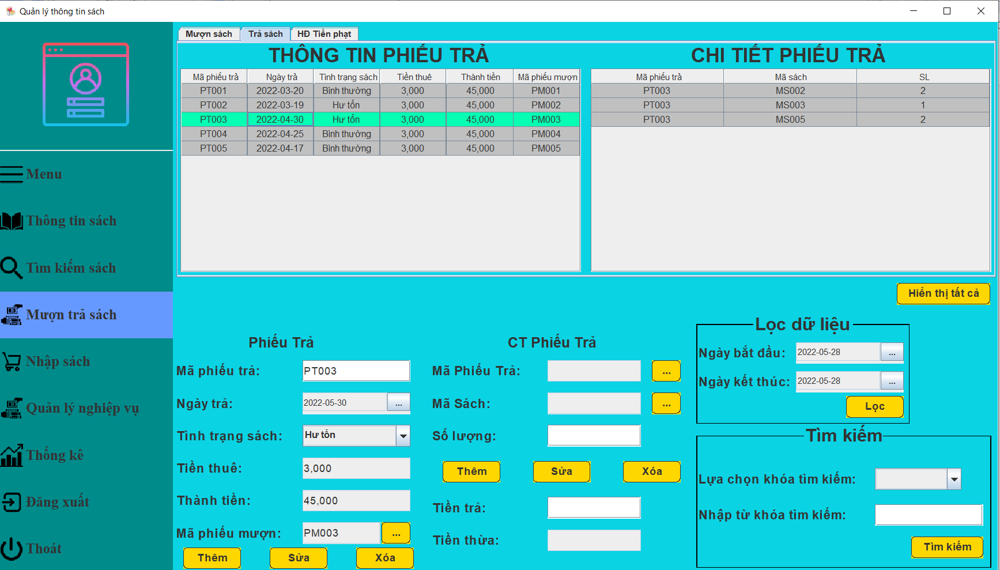 Quản lý thông tin sách
Menu
Thông tin sách
Tìm kiếm sách
Mượn trả sách
Nhập sách
Quản lý nghiệp vụ
Thống kê
Đăng xuất
Thoát
Mượn sách Trả sách HĐ Tiền phạt
THÔNG TIN PHIẾU TRẢ
Mã phiếu trả Ngày trả Tình trạng sách Tiền thuê Thành tiền Mã phiếu mượn
PT001 2022-03-20 Bình thường 3,000 45,000 PM001
PT002 2022-03-19 Hư tổn 3,000 45,000 PM002
PT003 2022-04-30 Hư tổn 3,000 45,000 PM003
PT004 2022-04-25 Bình thường 3,000 45,000 PM004
PT005 2022-04-17 Bình thường 3,000 45,000 PM005
CHI TIẾT PHIẾU TRẢ
Mã phiếu trả Mã sách SL
PT003 MS002 2
PT003 MS003 1
PT003 MS005 2
Hiển thị tất cả
Phiếu Trả
Mã phiếu trả: PT003
Ngày trả: 2022-05-30 ...
Tình trạng sách: Hư tổn
Tiền thuê: 3,000
Thành tiền: 45,000
Mã phiếu mượn: PM003 ...
Thêm Sửa Xóa
CT Phiếu Trả
Mã Phiếu Trả: ...
Mã Sách: ...
Số lượng:
Thêm Sửa Xóa
Tiền trả:
Tiền thừa:
Lọc dữ liệu
Ngày bắt đầu: 2022-05-28 ...
Ngày kết thúc: 2022-05-28 ...
Lọc
Tìm kiếm
Lựa chọn khóa tìm kiếm:
Nhập từ khóa tìm kiếm:
Tìm kiếm